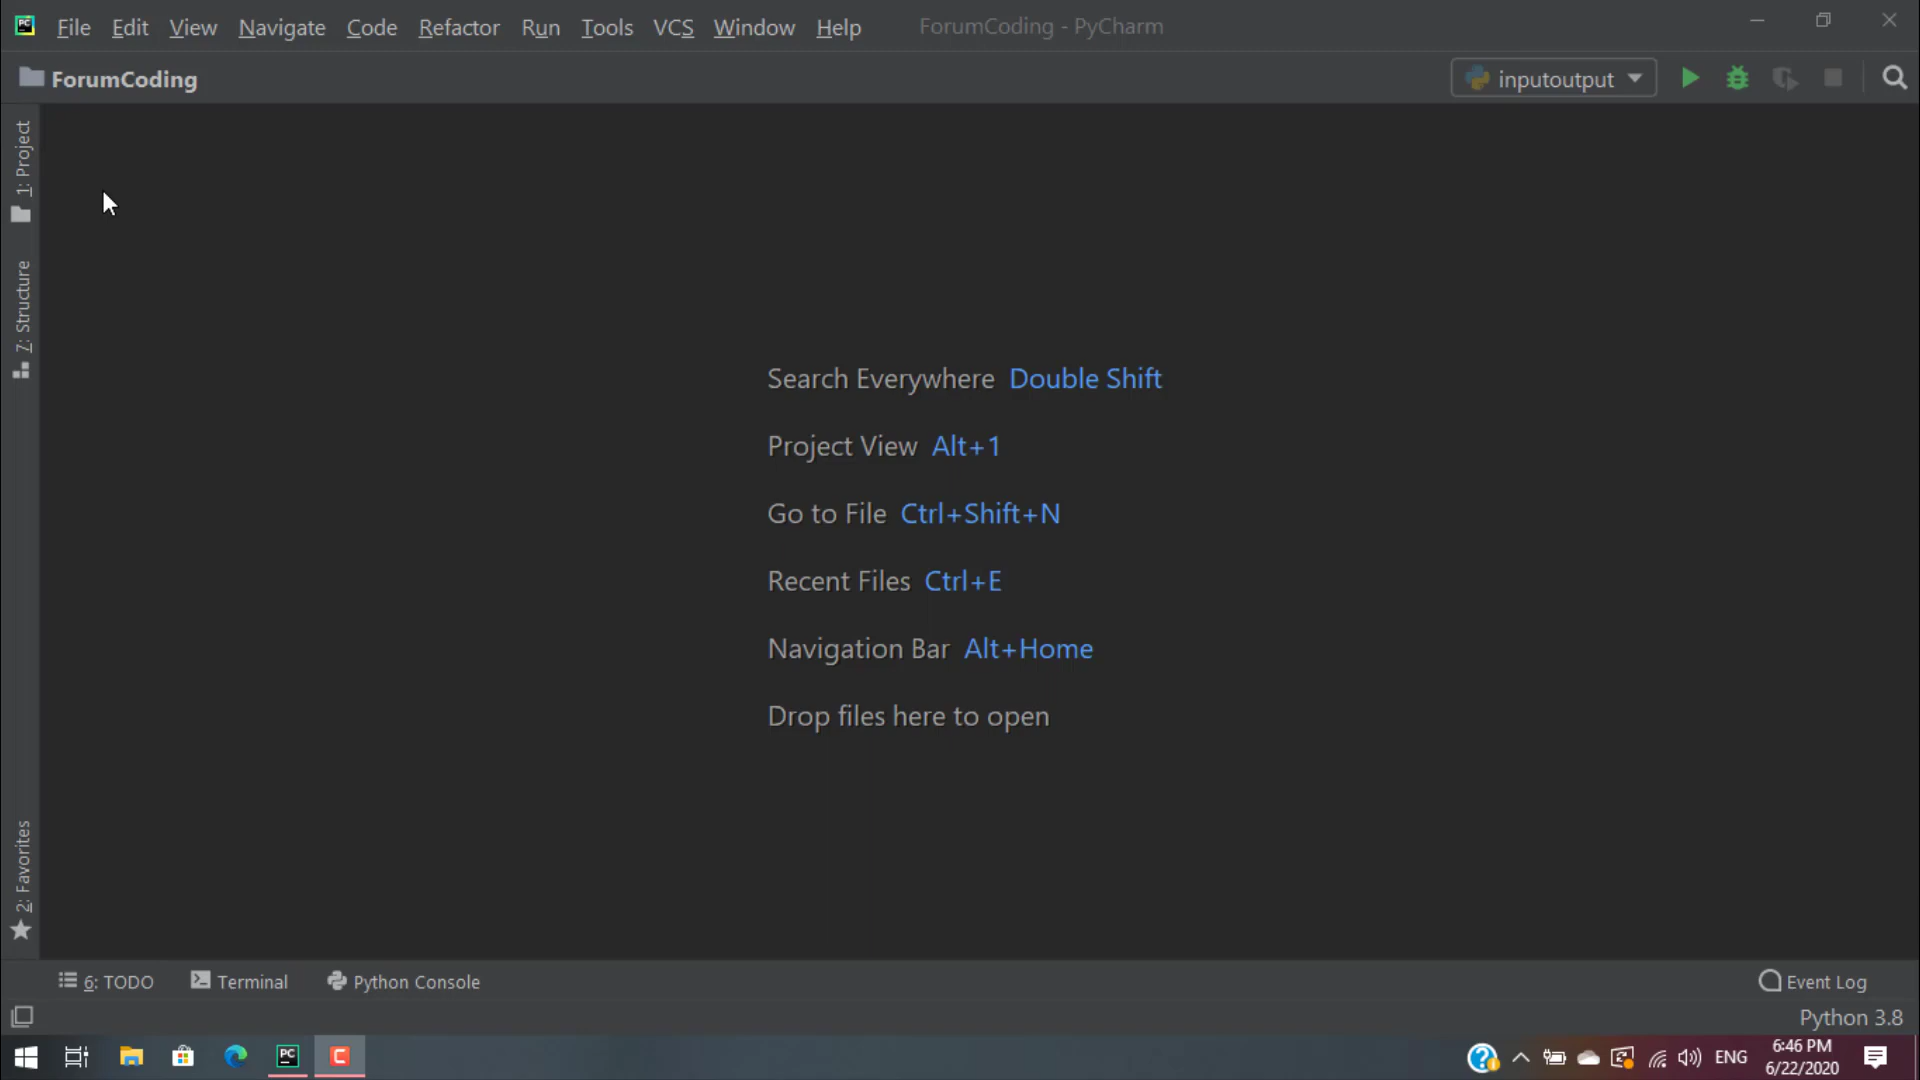 PC File Edit View Navigate Code Refactor Run Tools VCS Window Help ForumCoding - PyCharm
ForumCoding inputoutput
1: Project
7: Structure
Search Everywhere Double Shift
Project View Alt+1
Go to File Ctrl+Shift+N
Recent Files Ctrl+E
Navigation Bar Alt+Home
Drop files here to open
2: Favorites
6: TODO Terminal Python Console Event Log
Python 3.8
PC C ENG 6:46 PM
6/22/2020